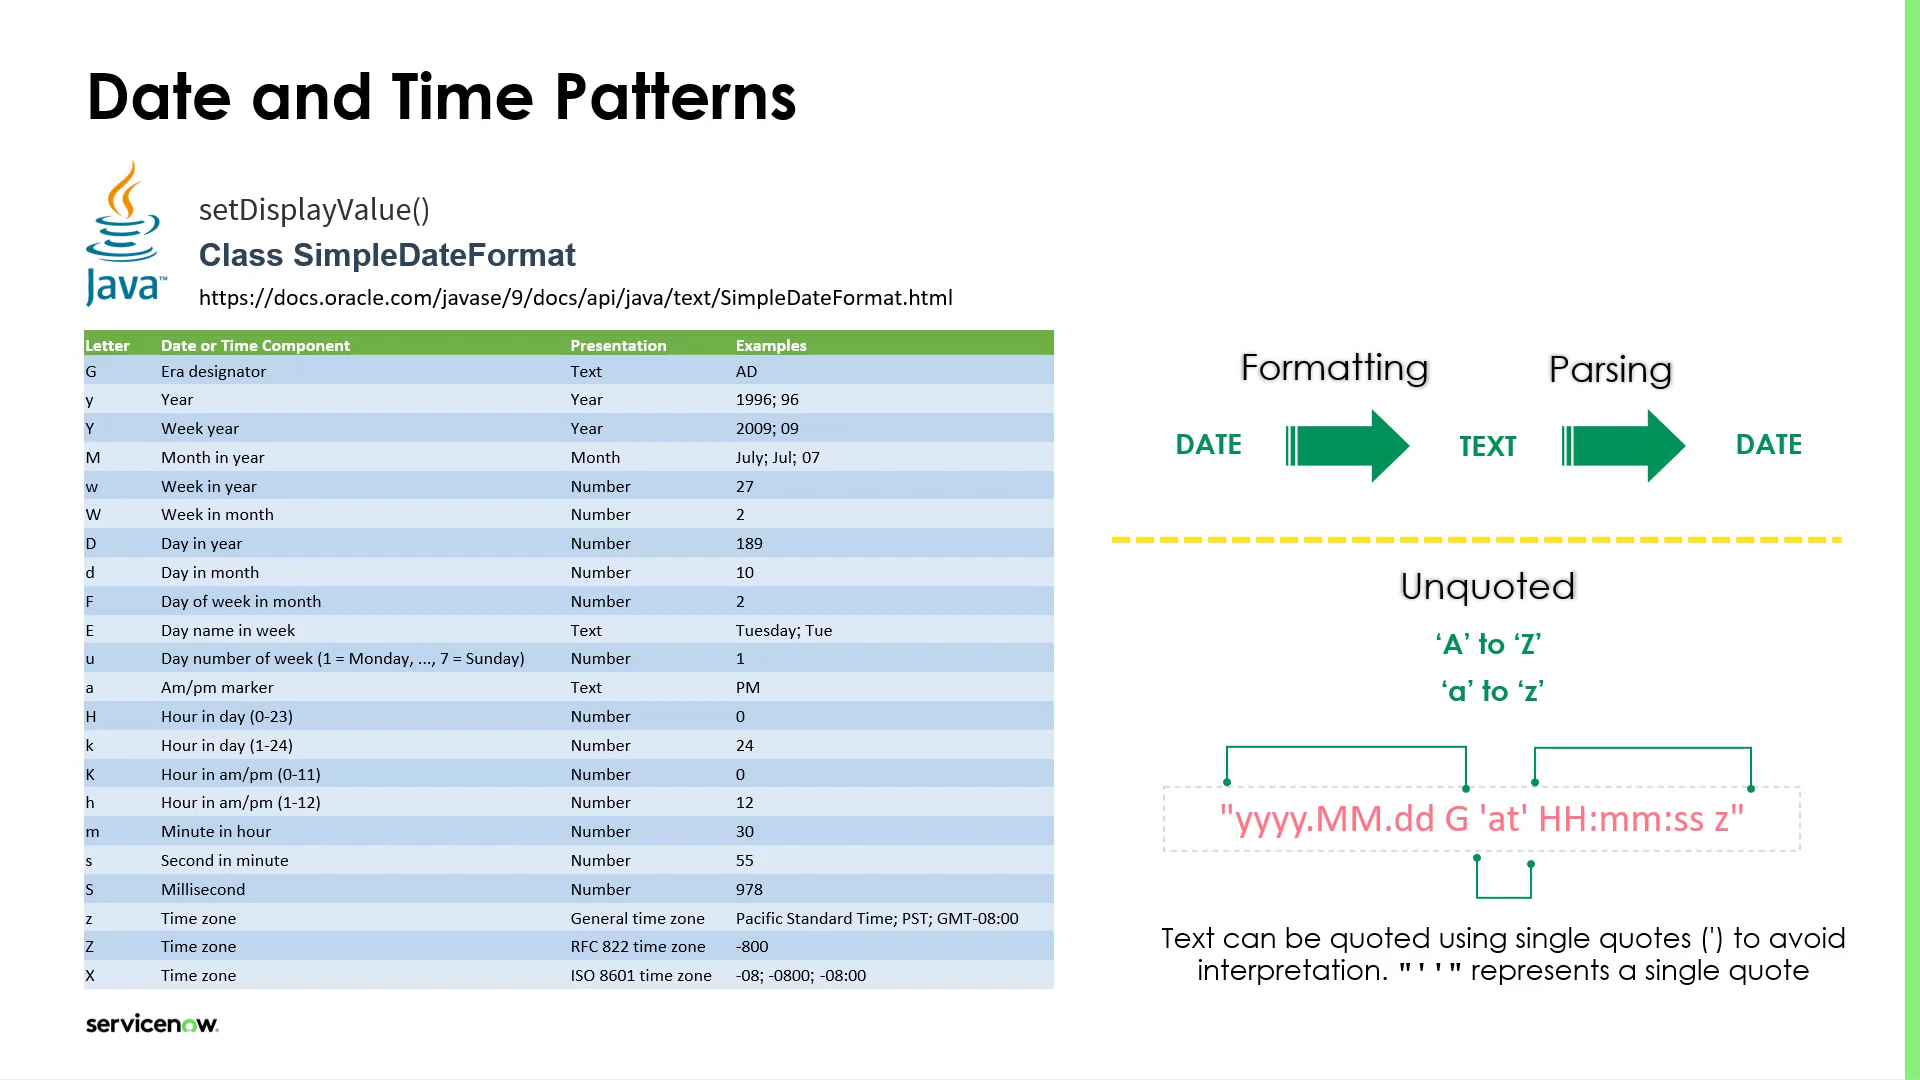 Date and Time Patterns
Java™
setDisplayValue()
Class SimpleDateFormat
https://docs.oracle.com/javase/9/docs/api/java/text/SimpleDateFormat.html
Letter Date or Time Component Presentation Examples
G Era designator Text AD
y Year Year 1996; 96
Y Week year Year 2009; 09
M Month in year Month July; Jul; 07
w Week in year Number 27
W Week in month Number 2
D Day in year Number 189
d Day in month Number 10
F Day of week in month Number 2
E Day name in week Text Tuesday; Tue
u Day number of week (1 = Monday, ..., 7 = Sunday) Number 1
a Am/pm marker Text PM
H Hour in day (0-23) Number 0
k Hour in day (1-24) Number 24
K Hour in am/pm (0-11) Number 0
h Hour in am/pm (1-12) Number 12
m Minute in hour Number 30
s Second in minute Number 55
S Millisecond Number 978
z Time zone General time zone Pacific Standard Time; PST; GMT-08:00
Z Time zone RFC 822 time zone -800
X Time zone ISO 8601 time zone -08; -0800; -08:00
Formatting Parsing
DATE TEXT DATE
Unquoted
‘A’ to ‘Z’
‘a’ to ‘z’
"yyyy.MM.dd G 'at' HH:mm:ss z"
Text can be quoted using single quotes (') to avoid
interpretation. "''" represents a single quote
servicenow.